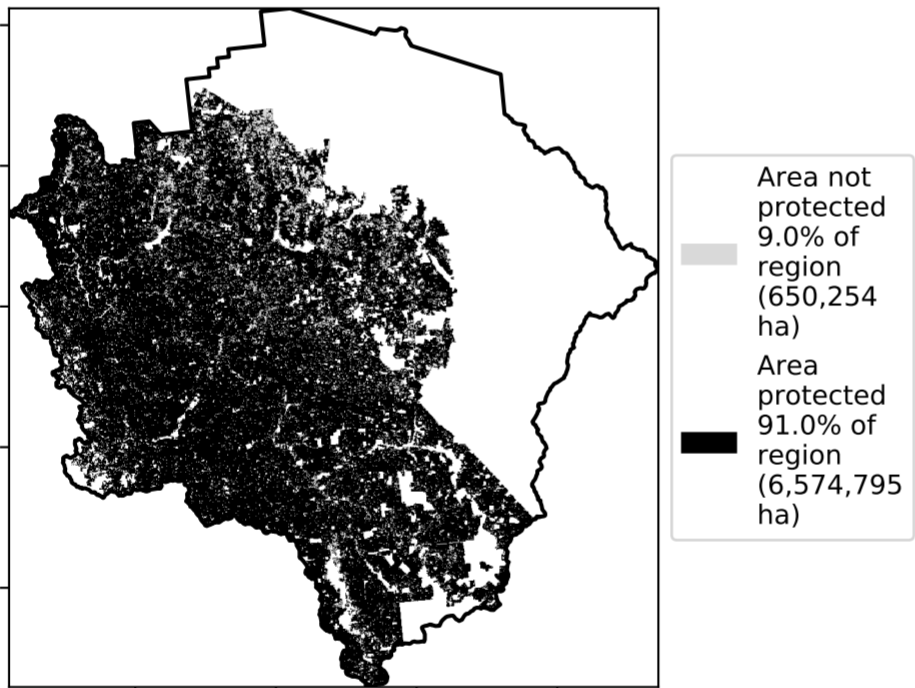 Area not
protected
9.0% of
region
(650,254
ha)
Area
protected
91.0% of
region
(6,574,795
ha)